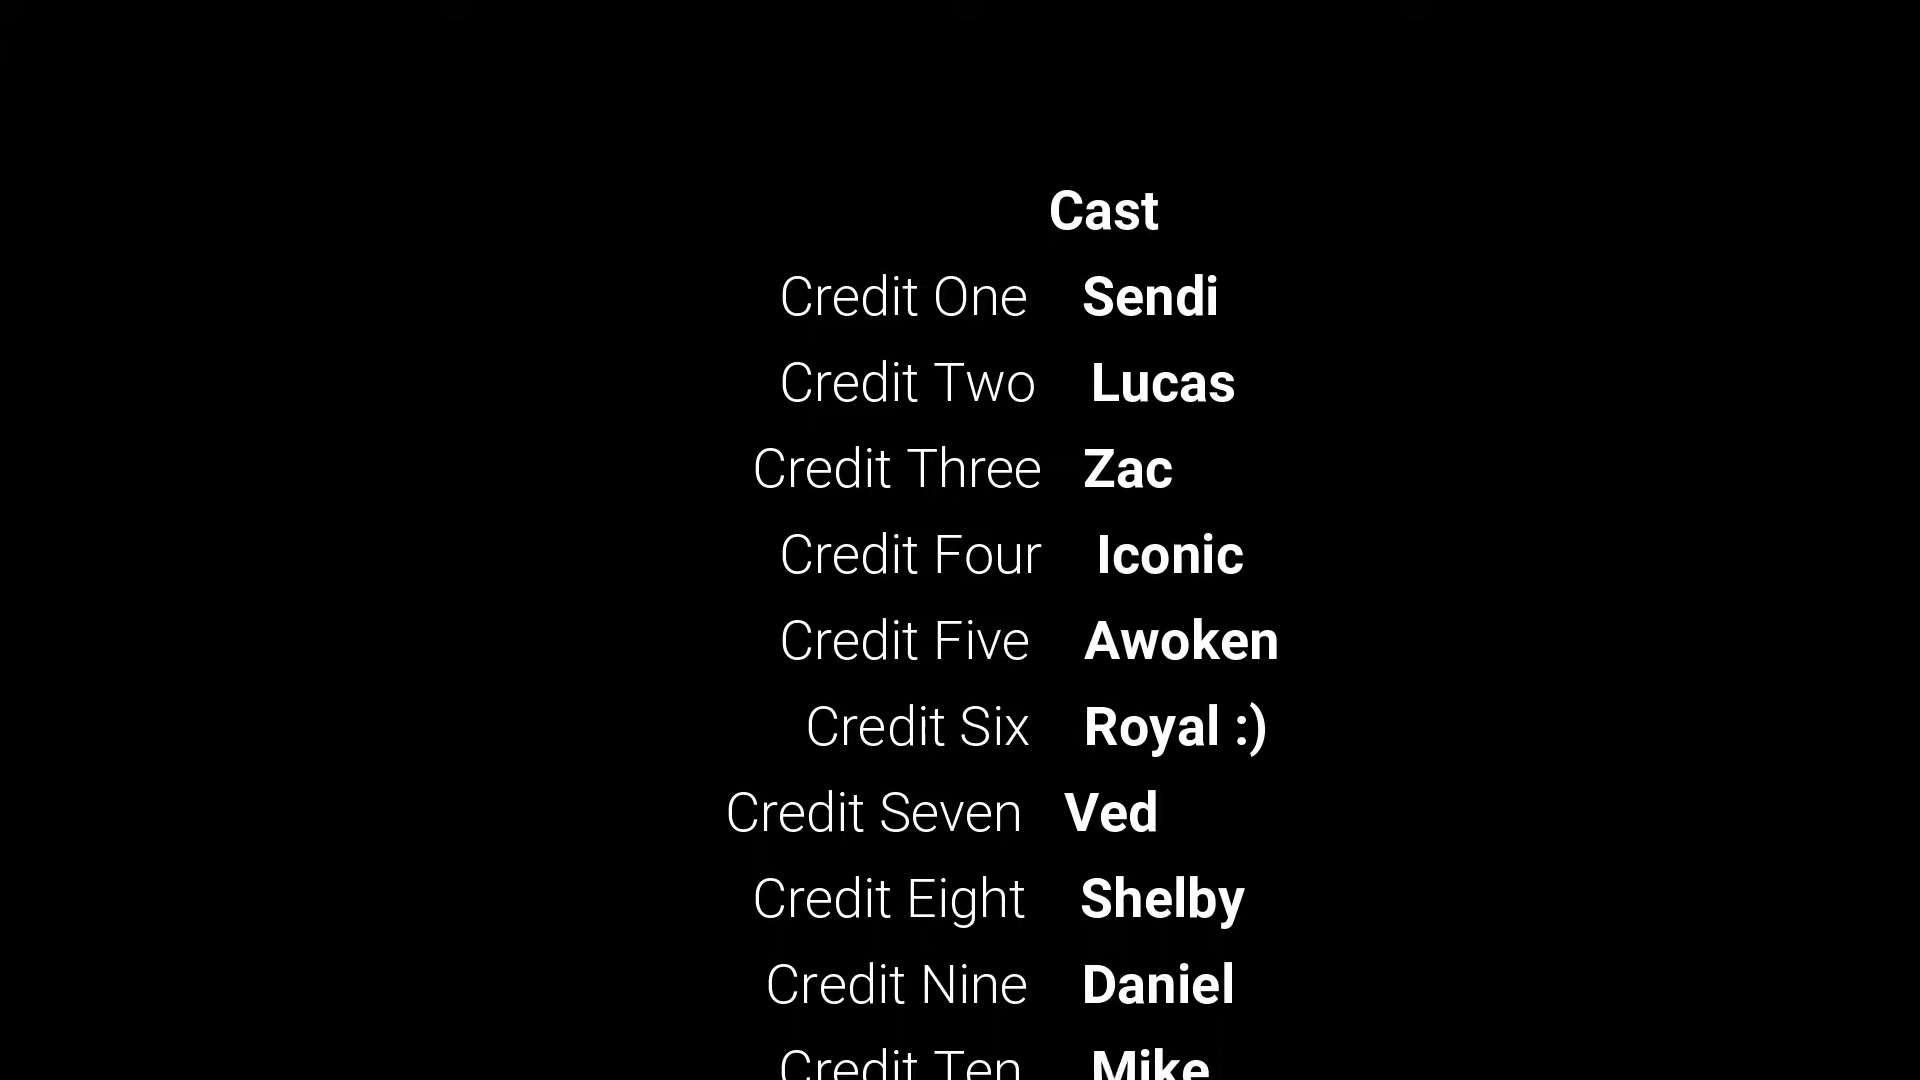 Cast
Credit One Sendi
Credit Two Lucas
Credit Three Zac
Credit Four Iconic
Credit Five Awoken
Credit Six Royal :)
Credit Seven Ved
Credit Eight Shelby
Credit Nine Daniel
Credit Ten Mike